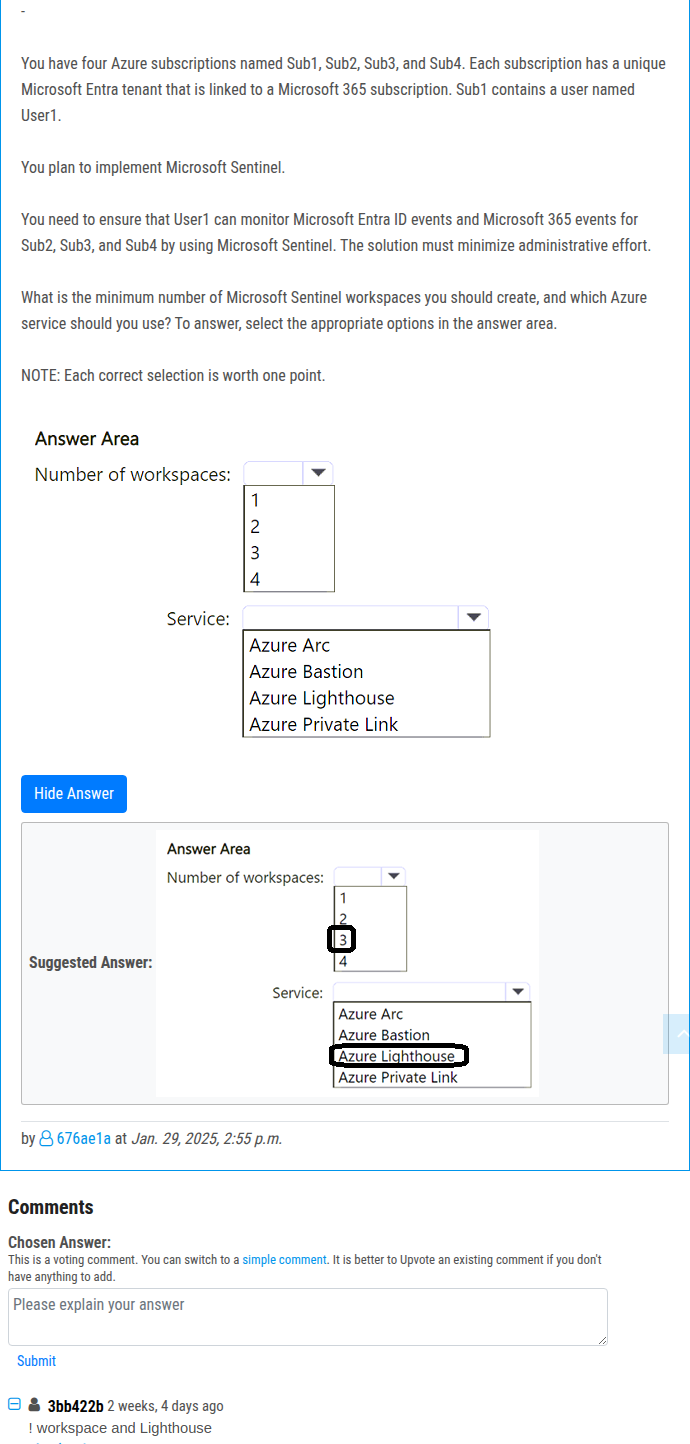 -
You have four Azure subscriptions named Sub1, Sub2, Sub3, and Sub4. Each subscription has a unique
Microsoft Entra tenant that is linked to a Microsoft 365 subscription. Sub1 contains a user named
User1.
You plan to implement Microsoft Sentinel.
You need to ensure that User1 can monitor Microsoft Entra ID events and Microsoft 365 events for
Sub2, Sub3, and Sub4 by using Microsoft Sentinel. The solution must minimize administrative effort.
What is the minimum number of Microsoft Sentinel workspaces you should create, and which Azure
service should you use? To answer, select the appropriate options in the answer area.
NOTE: Each correct selection is worth one point.
Answer Area
Number of workspaces:
1
2
3
4
Service:
Azure Arc
Azure Bastion
Azure Lighthouse
Azure Private Link
Hide Answer
Suggested Answer:
Answer Area
Number of workspaces:
1
2
3
4
Service:
Azure Arc
Azure Bastion
Azure Lighthouse
Azure Private Link
by 676ae1a at Jan. 29, 2025, 2:55 p.m.
Comments
Chosen Answer:
This is a voting comment. You can switch to a simple comment. It is better to Upvote an existing comment if you don't
have anything to add.
Please explain your answer
Submit
3bb422b 2 weeks, 4 days ago
! workspace and Lighthouse